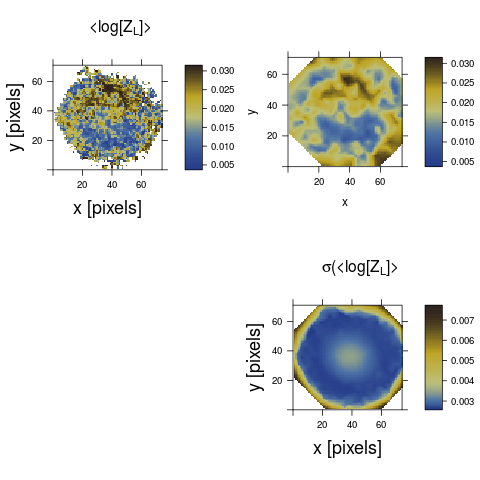 <log[Z_L]>
0.030
0.025
0.020
0.015
0.010
0.005
60
40
20
y [pixels]
20 40 60
x [pixels]
0.030
0.025
0.020
0.015
0.010
0.005
60
40
20
y
20 40 60
x
σ(<log[Z_L]>
0.007
0.006
0.005
0.004
0.003
60
40
20
y [pixels]
20 40 60
x [pixels]